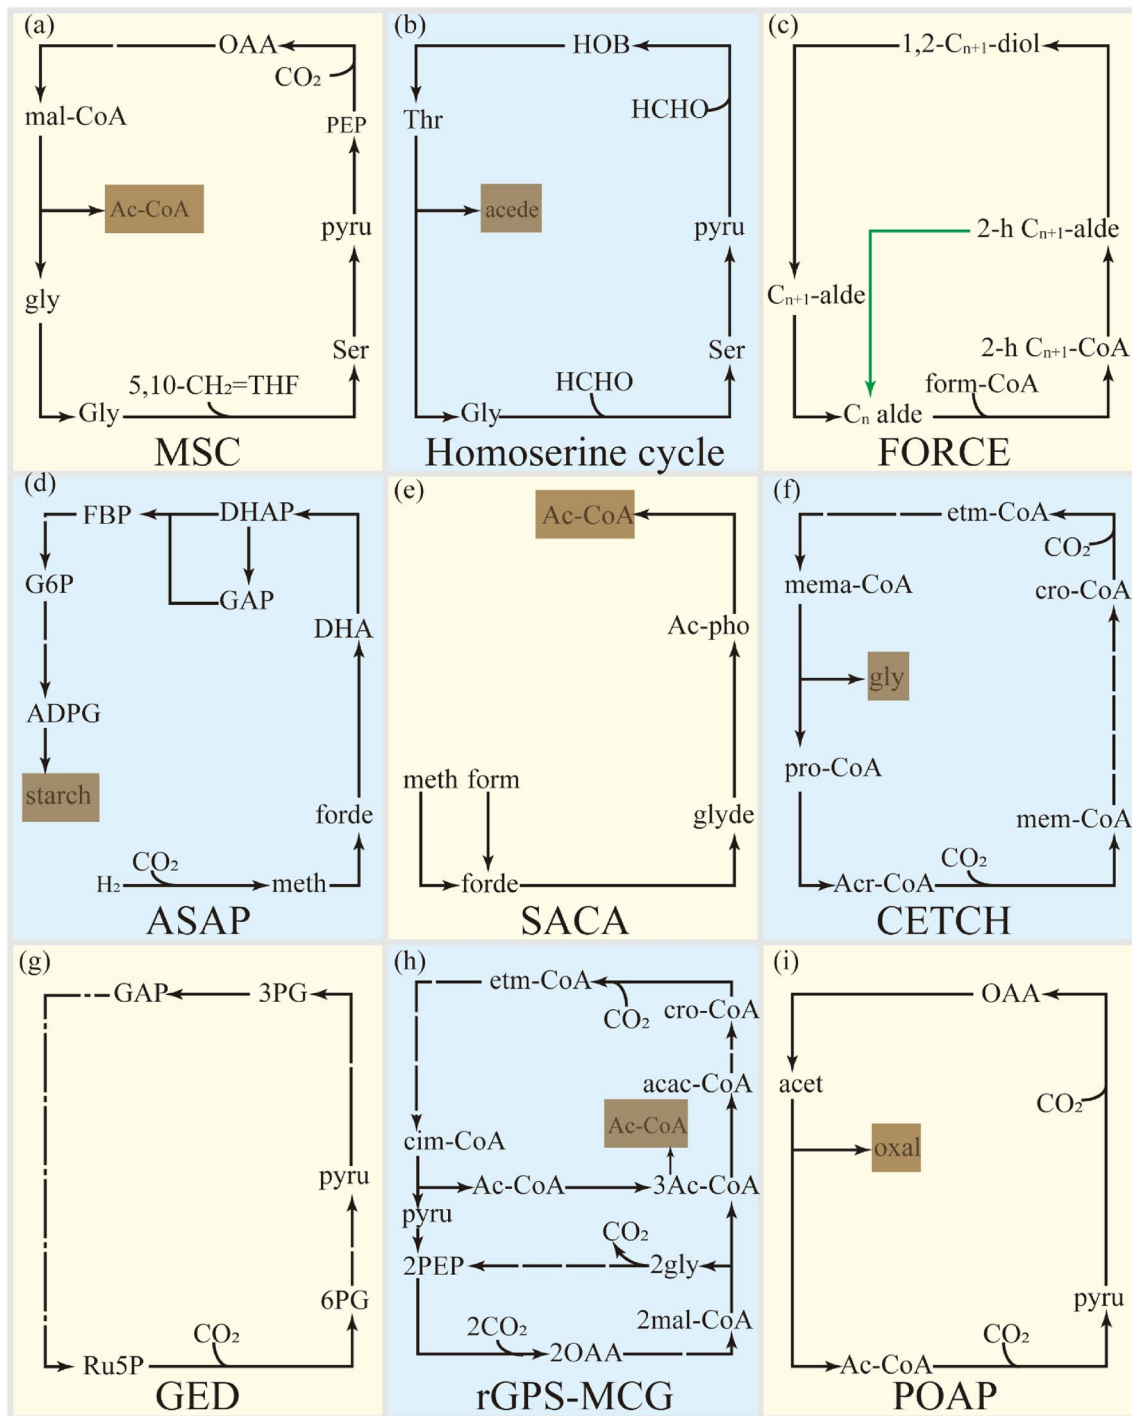 (a)
OAA
CO₂
mal-CoA
PEP
Ac-CoA
pyru
gly
Ser
5,10-CH₂=THF
Gly
MSC
(b)
HOB
HCHO
Thr
acede
pyru
Ser
HCHO
Gly
Homoserine cycle
(c)
1,2-Cₙ₊₁-diol
2-h Cₙ₊₁-alde
Cₙ₊₁-alde
2-h Cₙ₊₁-CoA
form-CoA
Cₙ alde
FORCE
(d)
FBP
DHAP
G6P
GAP
DHA
ADPG
starch
forde
CO₂
H₂
meth
ASAP
(e)
Ac-CoA
Ac-pho
meth form
glyde
forde
SACA
(f)
etm-CoA
CO₂
mema-CoA
cro-CoA
gly
pro-CoA
mem-CoA
CO₂
Acr-CoA
CETCH
(g)
GAP
3PG
pyru
6PG
CO₂
Ru5P
GED
(h)
etm-CoA
CO₂
cro-CoA
acac-CoA
Ac-CoA
cim-CoA
Ac-CoA
3Ac-CoA
pyru
CO₂
2PEP
2gly
2mal-CoA
2CO₂
2OAA
rGPS-MCG
(i)
OAA
acet
CO₂
oxal
pyru
CO₂
Ac-CoA
POAP